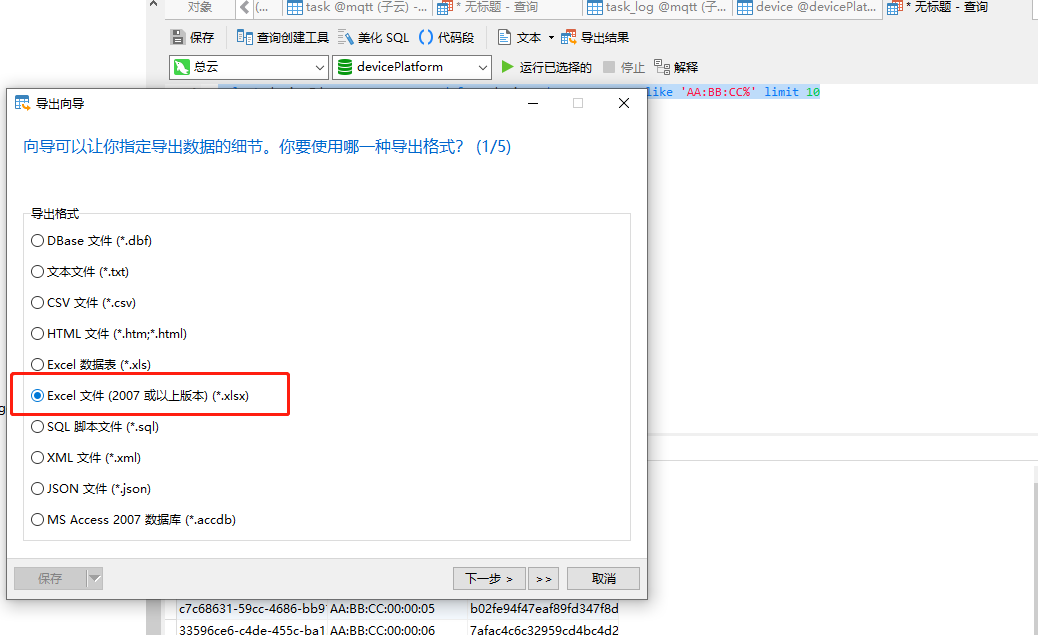 对象
(...
task @mqtt (子云) -...
* 无标题 - 查询
task_log @mqtt (子...
device @devicePlat...
* 无标题 - 查询
保存
查询创建工具
美化 SQL
() 代码段
文本
导出结果
总云
devicePlatform
运行已选择的
停止
解释
like 'AA:BB:CC%' limit 10
导出向导
向导可以让你指定导出数据的细节。你要使用哪一种导出格式？ (1/5)
导出格式
DBase 文件 (*.dbf)
文本文件 (*.txt)
CSV 文件 (*.csv)
HTML 文件 (*.htm;*.html)
Excel 数据表 (*.xls)
Excel 文件 (2007 或以上版本) (*.xlsx)
SQL 脚本文件 (*.sql)
XML 文件 (*.xml)
JSON 文件 (*.json)
MS Access 2007 数据库 (*.accdb)
保存
下一步 >
>>
取消
c7c68631-59cc-4686-bb9 AA:BB:CC:00:00:05 b02fe94f47eaf89fd347f8d
33596ce6-c4de-455c-ba1 AA:BB:CC:00:00:06 7afac4c6c32959cd4bc4d2